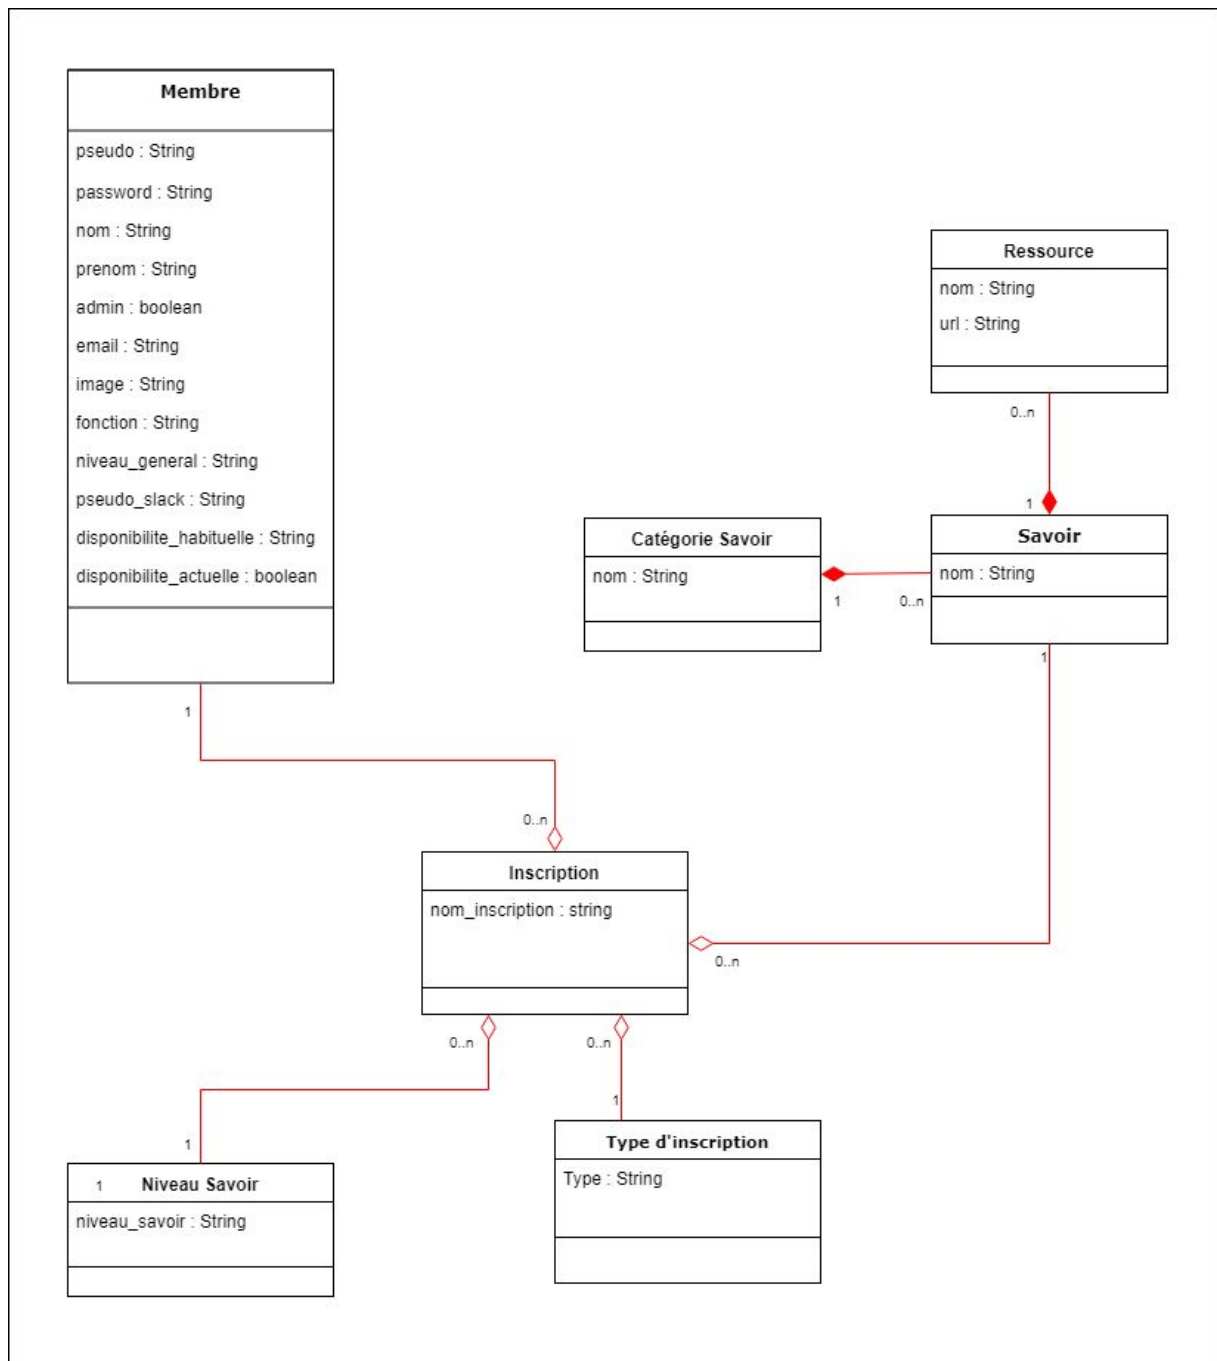 Membre
pseudo : String
password : String
nom : String
prenom : String
admin : boolean
email : String
image : String
fonction : String
niveau_general : String
pseudo_slack : String
disponibilite_habituelle : String
disponibilite_actuelle : boolean
Ressource
nom : String
url : String
0..n
1
Savoir
nom : String
Catégorie Savoir
nom : String
1
0..n
1
1
0..n
Inscription
nom_inscription : string
0..n
0..n
0..n
1
1
Type d'inscription
Type : String
1
Niveau Savoir
niveau_savoir : String